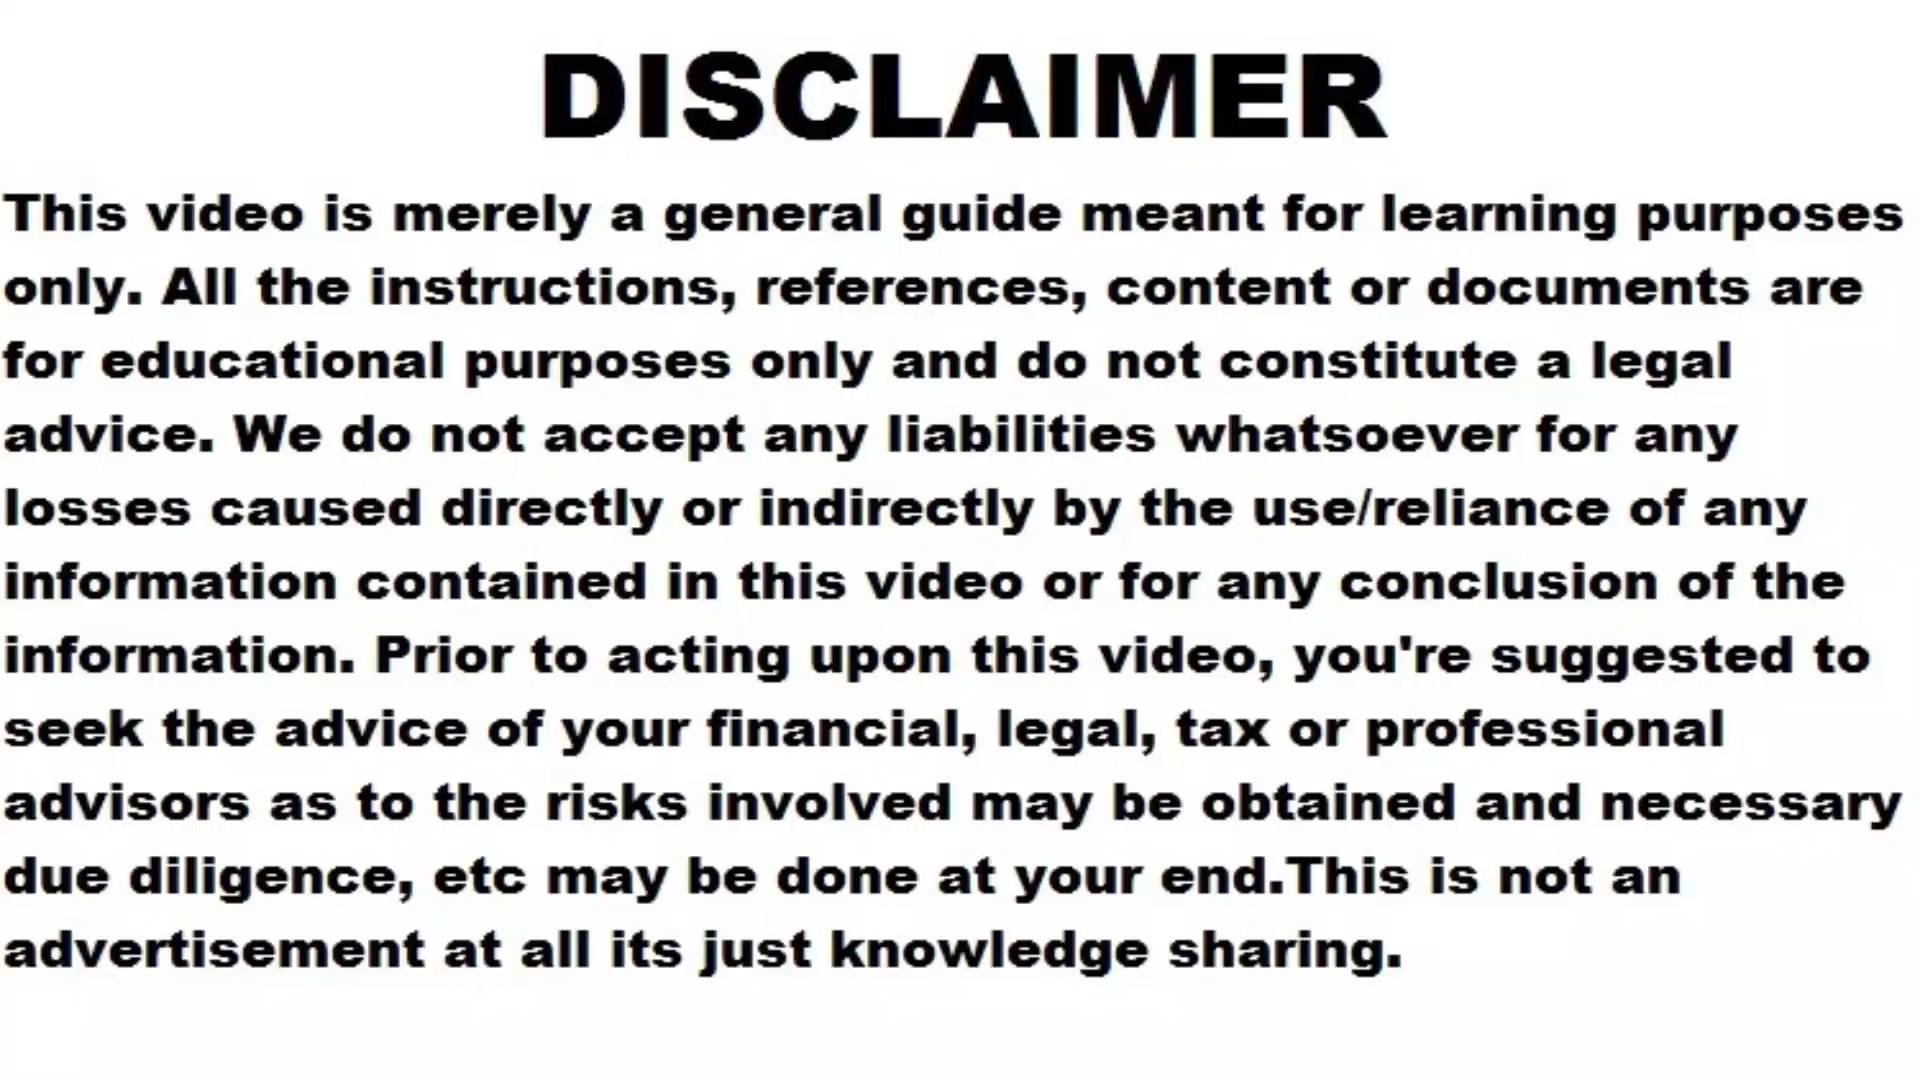 DISCLAIMER
This video is merely a general guide meant for learning purposes
only. All the instructions, references, content or documents are
for educational purposes only and do not constitute a legal
advice. We do not accept any liabilities whatsoever for any
losses caused directly or indirectly by the use/reliance of any
information contained in this video or for any conclusion of the
information. Prior to acting upon this video, you're suggested to
seek the advice of your financial, legal, tax or professional
advisors as to the risks involved may be obtained and necessary
due diligence, etc may be done at your end.This is not an
advertisement at all its just knowledge sharing.